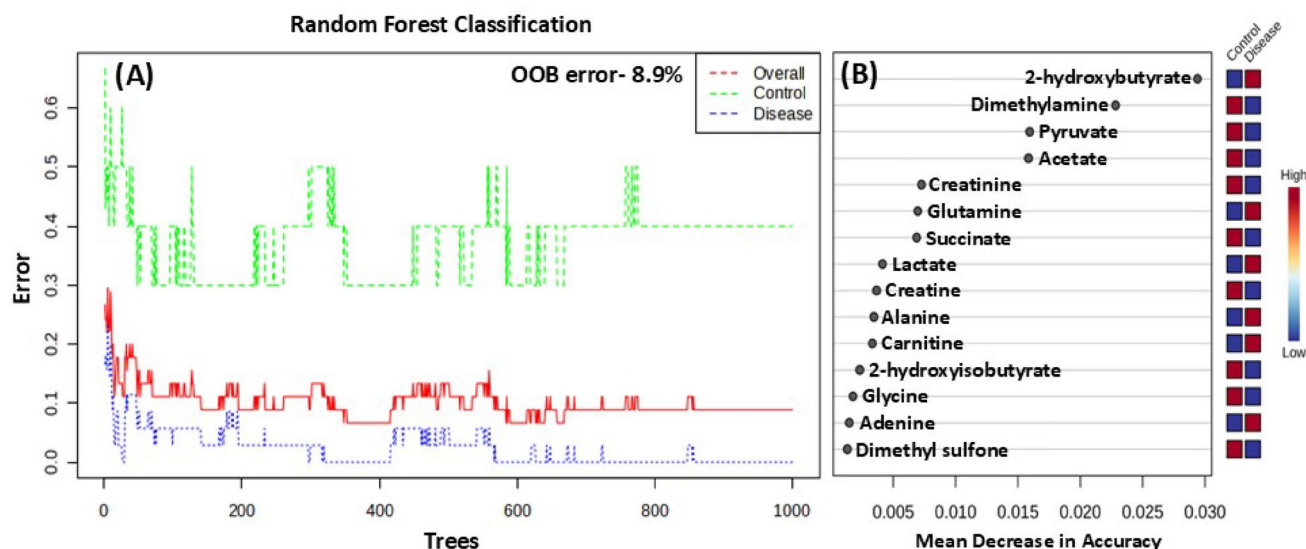 Random Forest Classification
(A)
OOB error- 8.9%
Overall
Control
Disease
Error
0.6
0.5
0.4
0.3
0.2
0.1
0.0
0
200
400
600
800
1000
Trees
(B)
Control
Disease
2-hydroxybutyrate
Dimethylamine
Pyruvate
Acetate
Creatinine
Glutamine
Succinate
Lactate
Creatine
Alanine
Carnitine
2-hydroxyisobutyrate
Glycine
Adenine
Dimethyl sulfone
High
Low
0.005
0.010
0.015
0.020
0.025
0.030
Mean Decrease in Accuracy